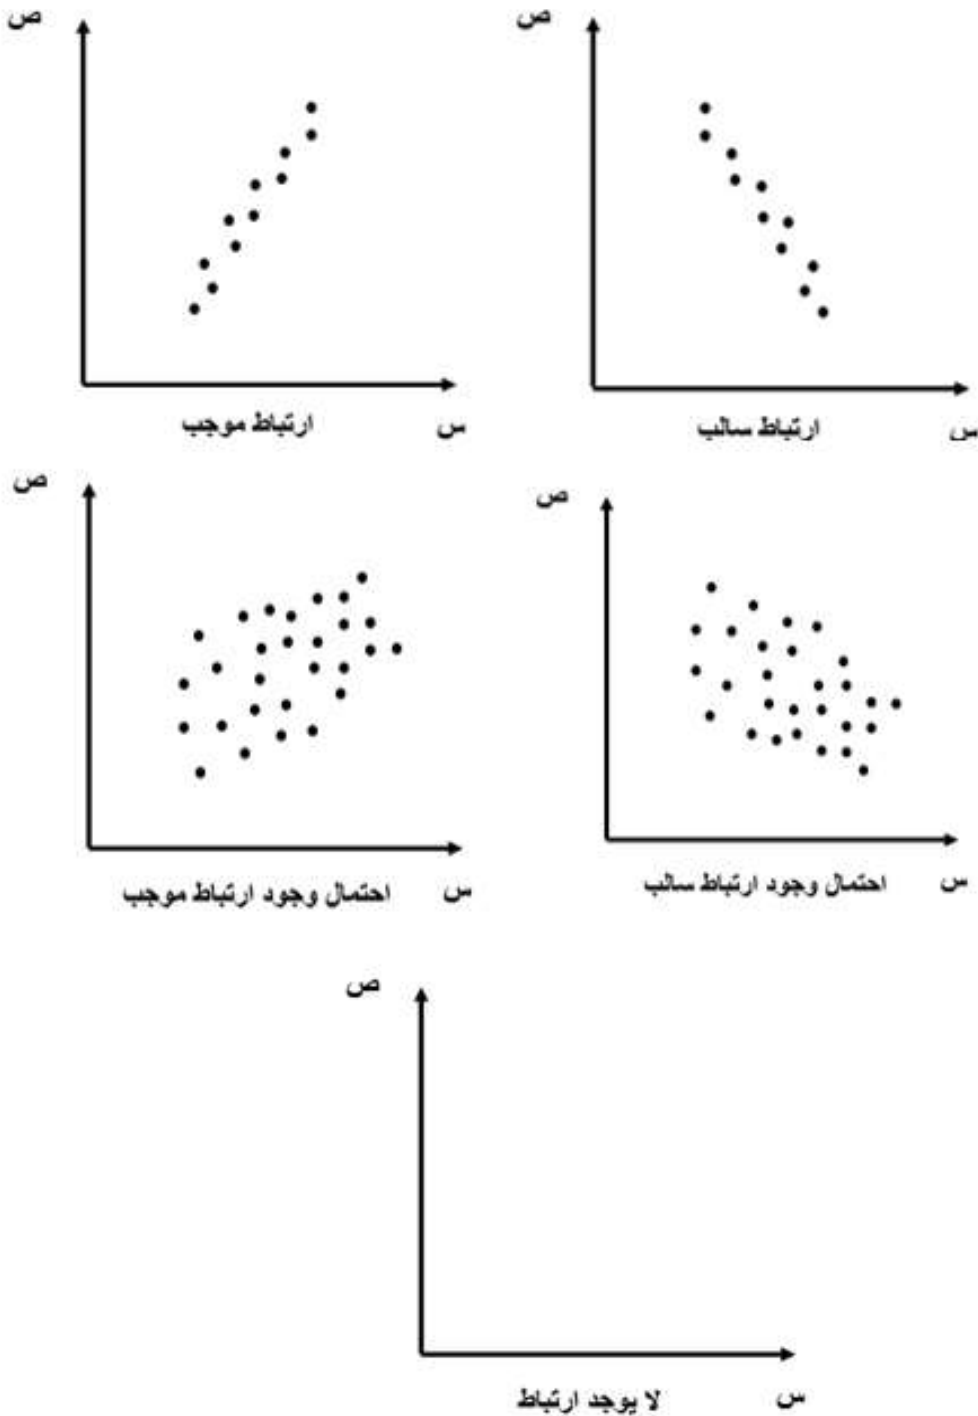 ص
ص
ارتباط موجب
س
ارتباط سالب
س
ص
ص
احتمال وجود ارتباط موجب
س
احتمال وجود ارتباط سالب
س
ص
لا يوجد ارتباط
س